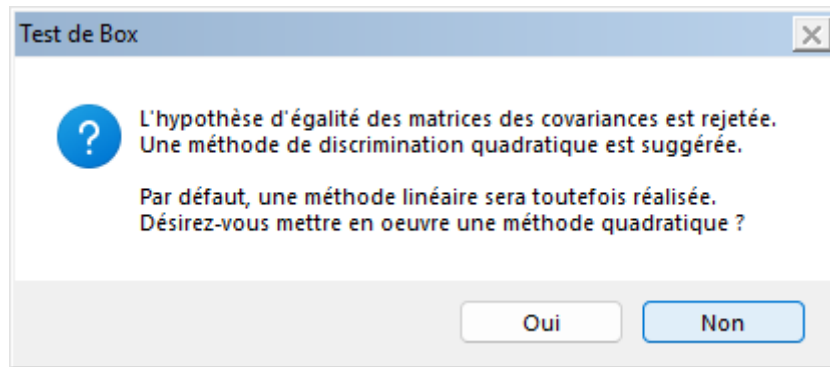 Test de Box
L'hypothèse d'égalité des matrices des covariances est rejetée.
Une méthode de discrimination quadratique est suggérée.
Par défaut, une méthode linéaire sera toutefois réalisée.
Désirez-vous mettre en oeuvre une méthode quadratique ?
Oui
Non